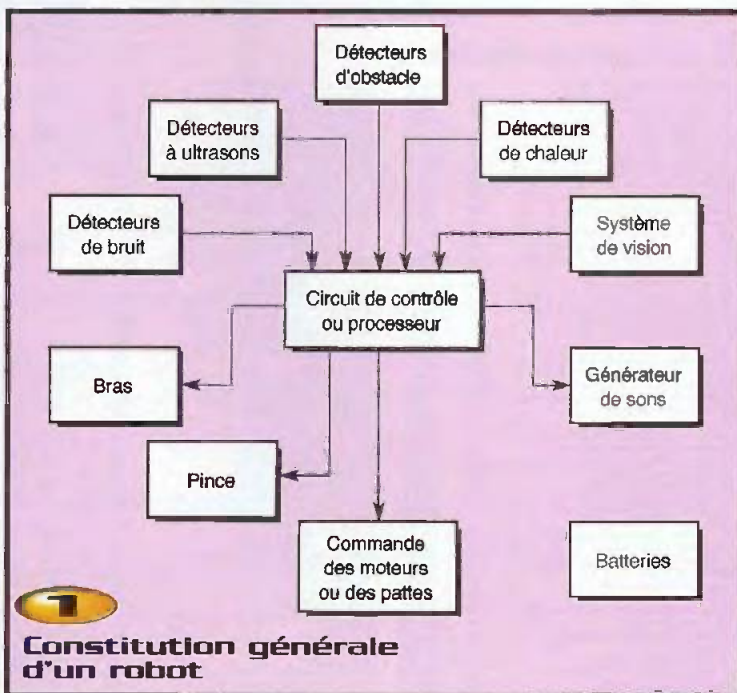 Détecteurs
d'obstacle
Détecteurs
à ultrasons
Détecteurs
de chaleur
Détecteurs
de bruit
Système
de vision
Circuit de contrôle
ou processeur
Bras
Générateur
de sons
Pince
Commande
des moteurs
ou des pattes
Batteries
1
Constitution générale
d'un robot